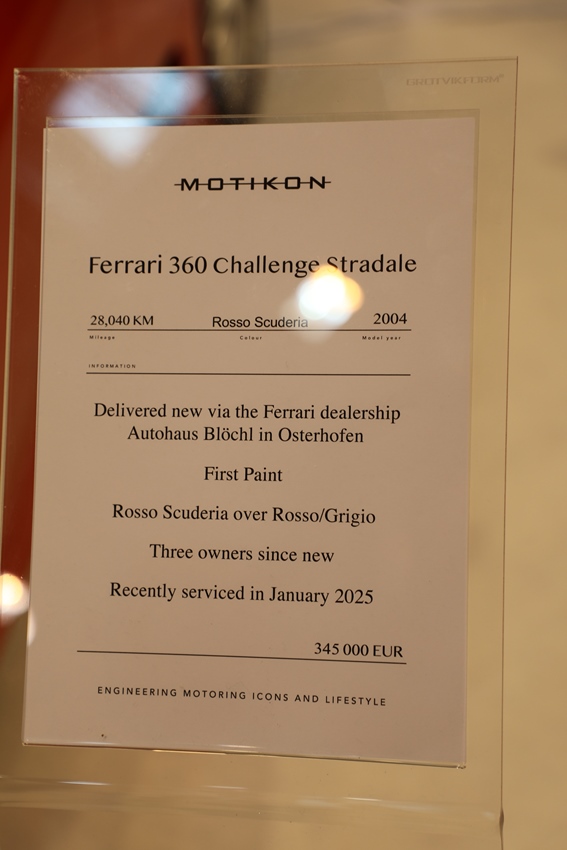 GROTVIKFORM
MOTIKON
Ferrari 360 Challenge Stradale
28,040 KM Rosso Scuderia 2004
Mileage Colour Model year
INFORMATION
Delivered new via the Ferrari dealership
Autohaus Blöchl in Osterhofen
First Paint
Rosso Scuderia over Rosso/Grigio
Three owners since new
Recently serviced in January 2025
345 000 EUR
ENGINEERING MOTORING ICONS AND LIFESTYLE